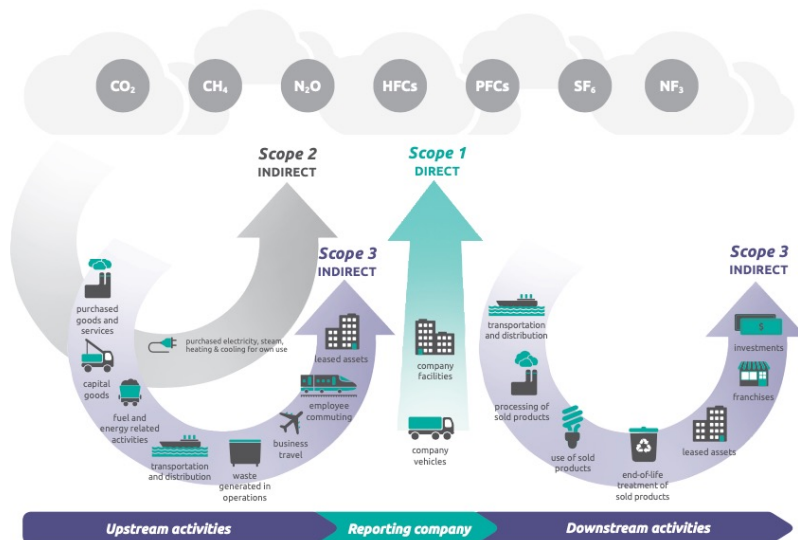 CO₂
CH₄
N₂O
HFCs
PFCs
SF₆
NF₃
Scope 2
INDIRECT
Scope 1
DIRECT
Scope 3
INDIRECT
Scope 3
INDIRECT
purchased
goods and
services
capital
goods
fuel and
energy related
activities
transportation
and distribution
waste
generated in
operations
business
travel
employee
commuting
leased assets
purchased electricity, steam,
heating & cooling for own use
company
facilities
company
vehicles
transportation
and distribution
processing of
sold products
use of sold
products
end-of-life
treatment of
sold products
leased assets
franchises
$
investments
Upstream activities
Reporting company
Downstream activities